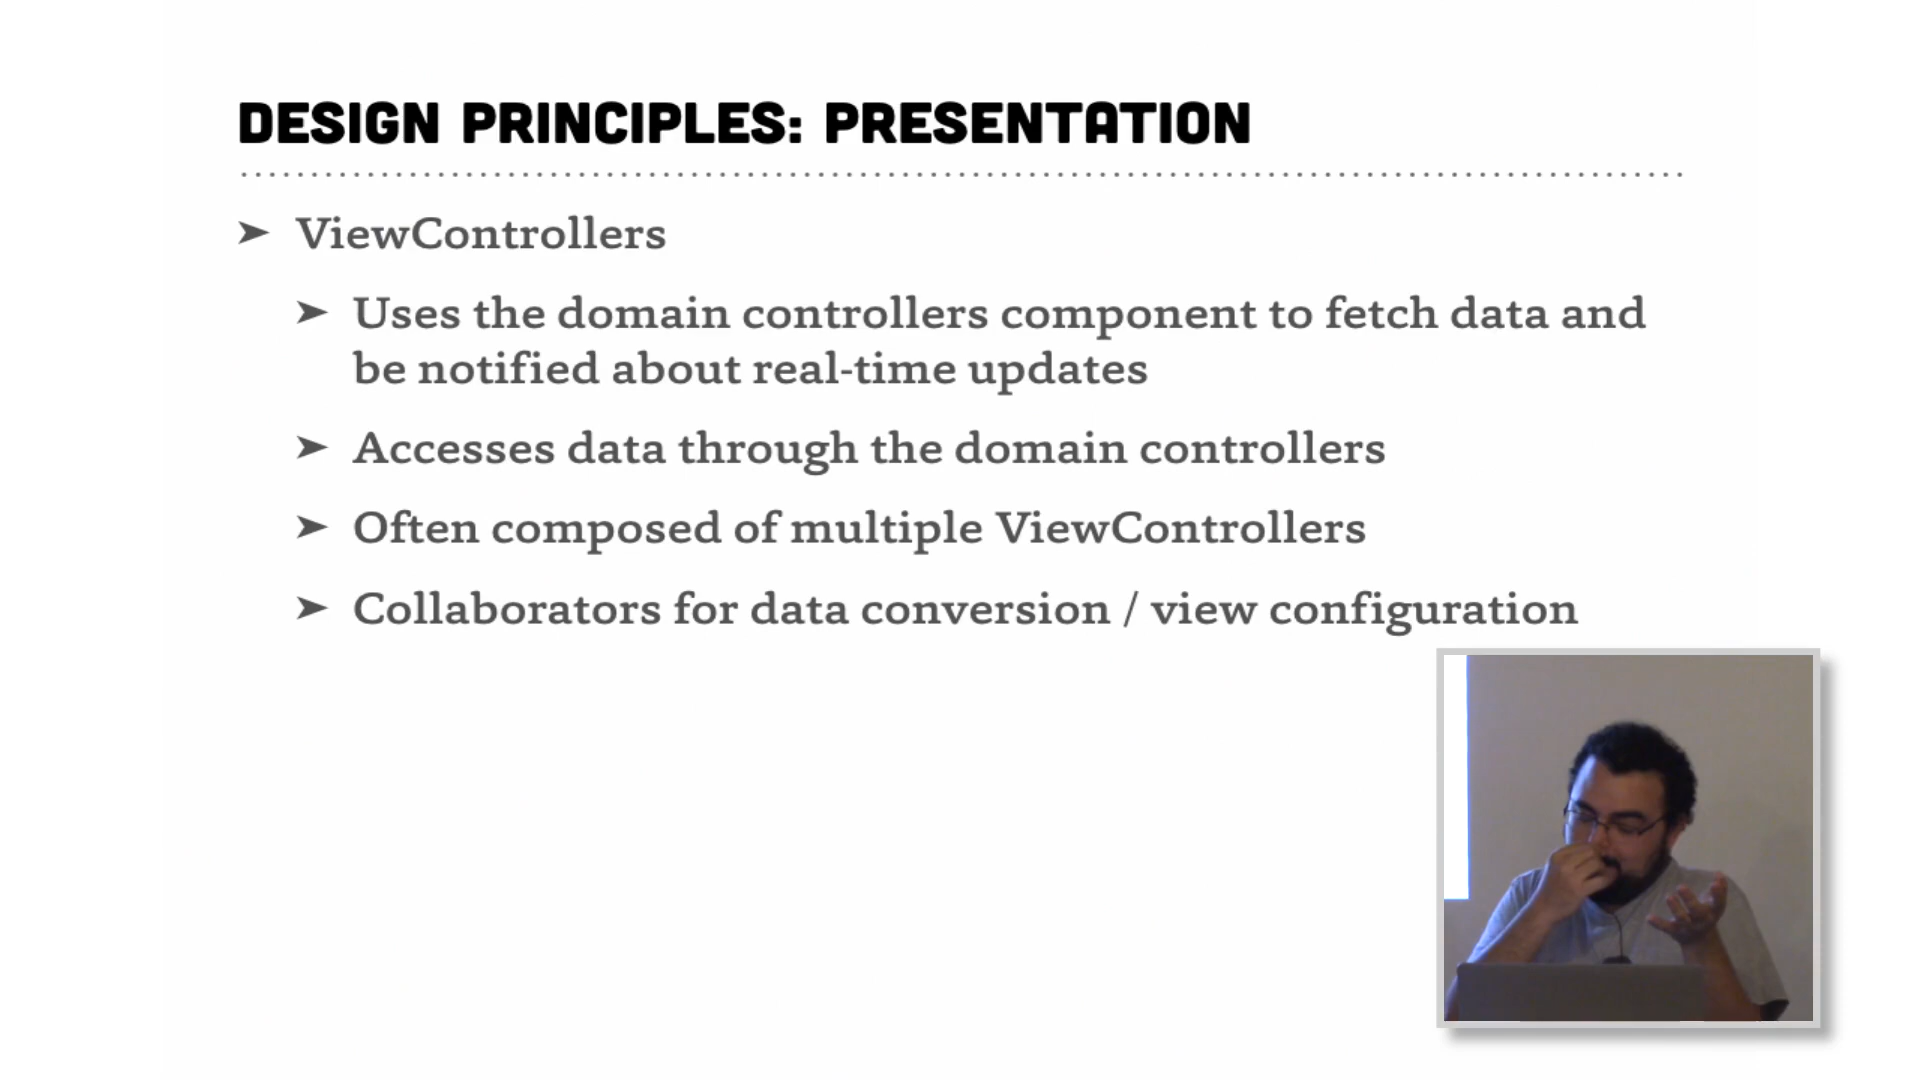 DESIGN PRINCIPLES: PRESENTATION
➤ ViewControllers
➤ Uses the domain controllers component to fetch data and
be notified about real-time updates
➤ Accesses data through the domain controllers
➤ Often composed of multiple ViewControllers
➤ Collaborators for data conversion / view configuration